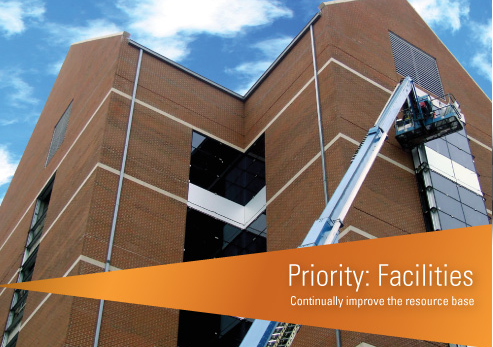 Priority: Facilities
Continually improve the resource base